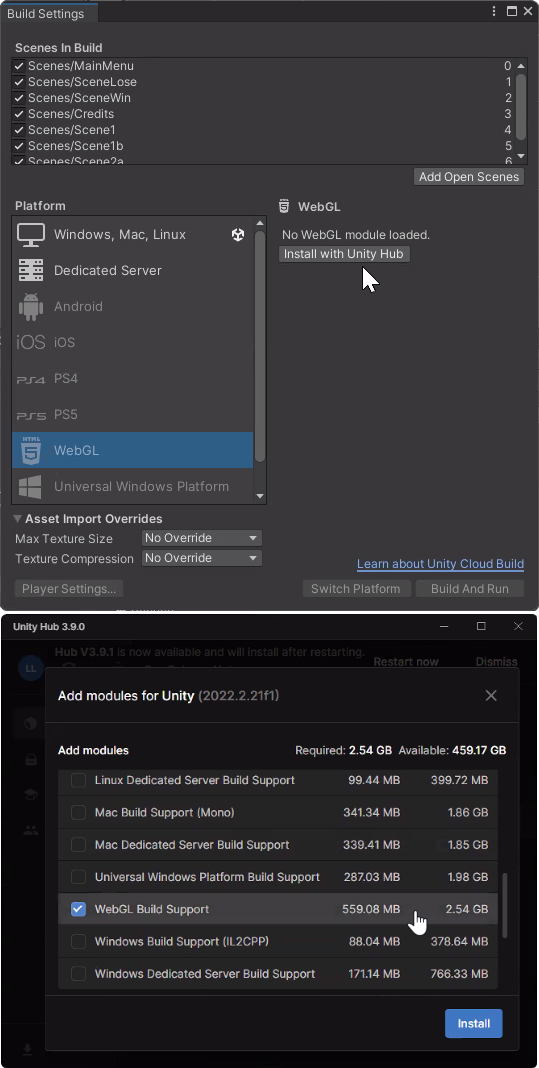 Build Settings
Scenes In Build
Scenes/MainMenu 0
Scenes/SceneLose 1
Scenes/SceneWin 2
Scenes/Credits 3
Scenes/Scene1 4
Scenes/Scene1b 5
Scenes/Scene2a 6
Add Open Scenes
Platform
WebGL
Windows, Mac, Linux
No WebGL module loaded.
Install with Unity Hub
Dedicated Server
Android
iOS iOS
PS4 PS4
PS5 PS5
HTML 5 WebGL
Universal Windows Platform
Asset Import Overrides
Max Texture Size No Override
Texture Compression No Override
Learn about Unity Cloud Build
Player Settings... Switch Platform Build And Run
Unity Hub 3.9.0
LL
Hub V3.9.1 is now available and will install after restarting.
Restart now Dismiss
Add modules for Unity (2022.2.21f1)
Add modules Required: 2.54 GB Available: 459.17 GB
Linux Dedicated Server Build Support 99.44 MB 399.72 MB
Mac Build Support (Mono) 341.34 MB 1.86 GB
Mac Dedicated Server Build Support 339.41 MB 1.85 GB
Universal Windows Platform Build Support 287.03 MB 1.98 GB
WebGL Build Support 559.08 MB 2.54 GB
Windows Build Support (IL2CPP) 88.04 MB 378.64 MB
Windows Dedicated Server Build Support 171.14 MB 766.33 MB
Install